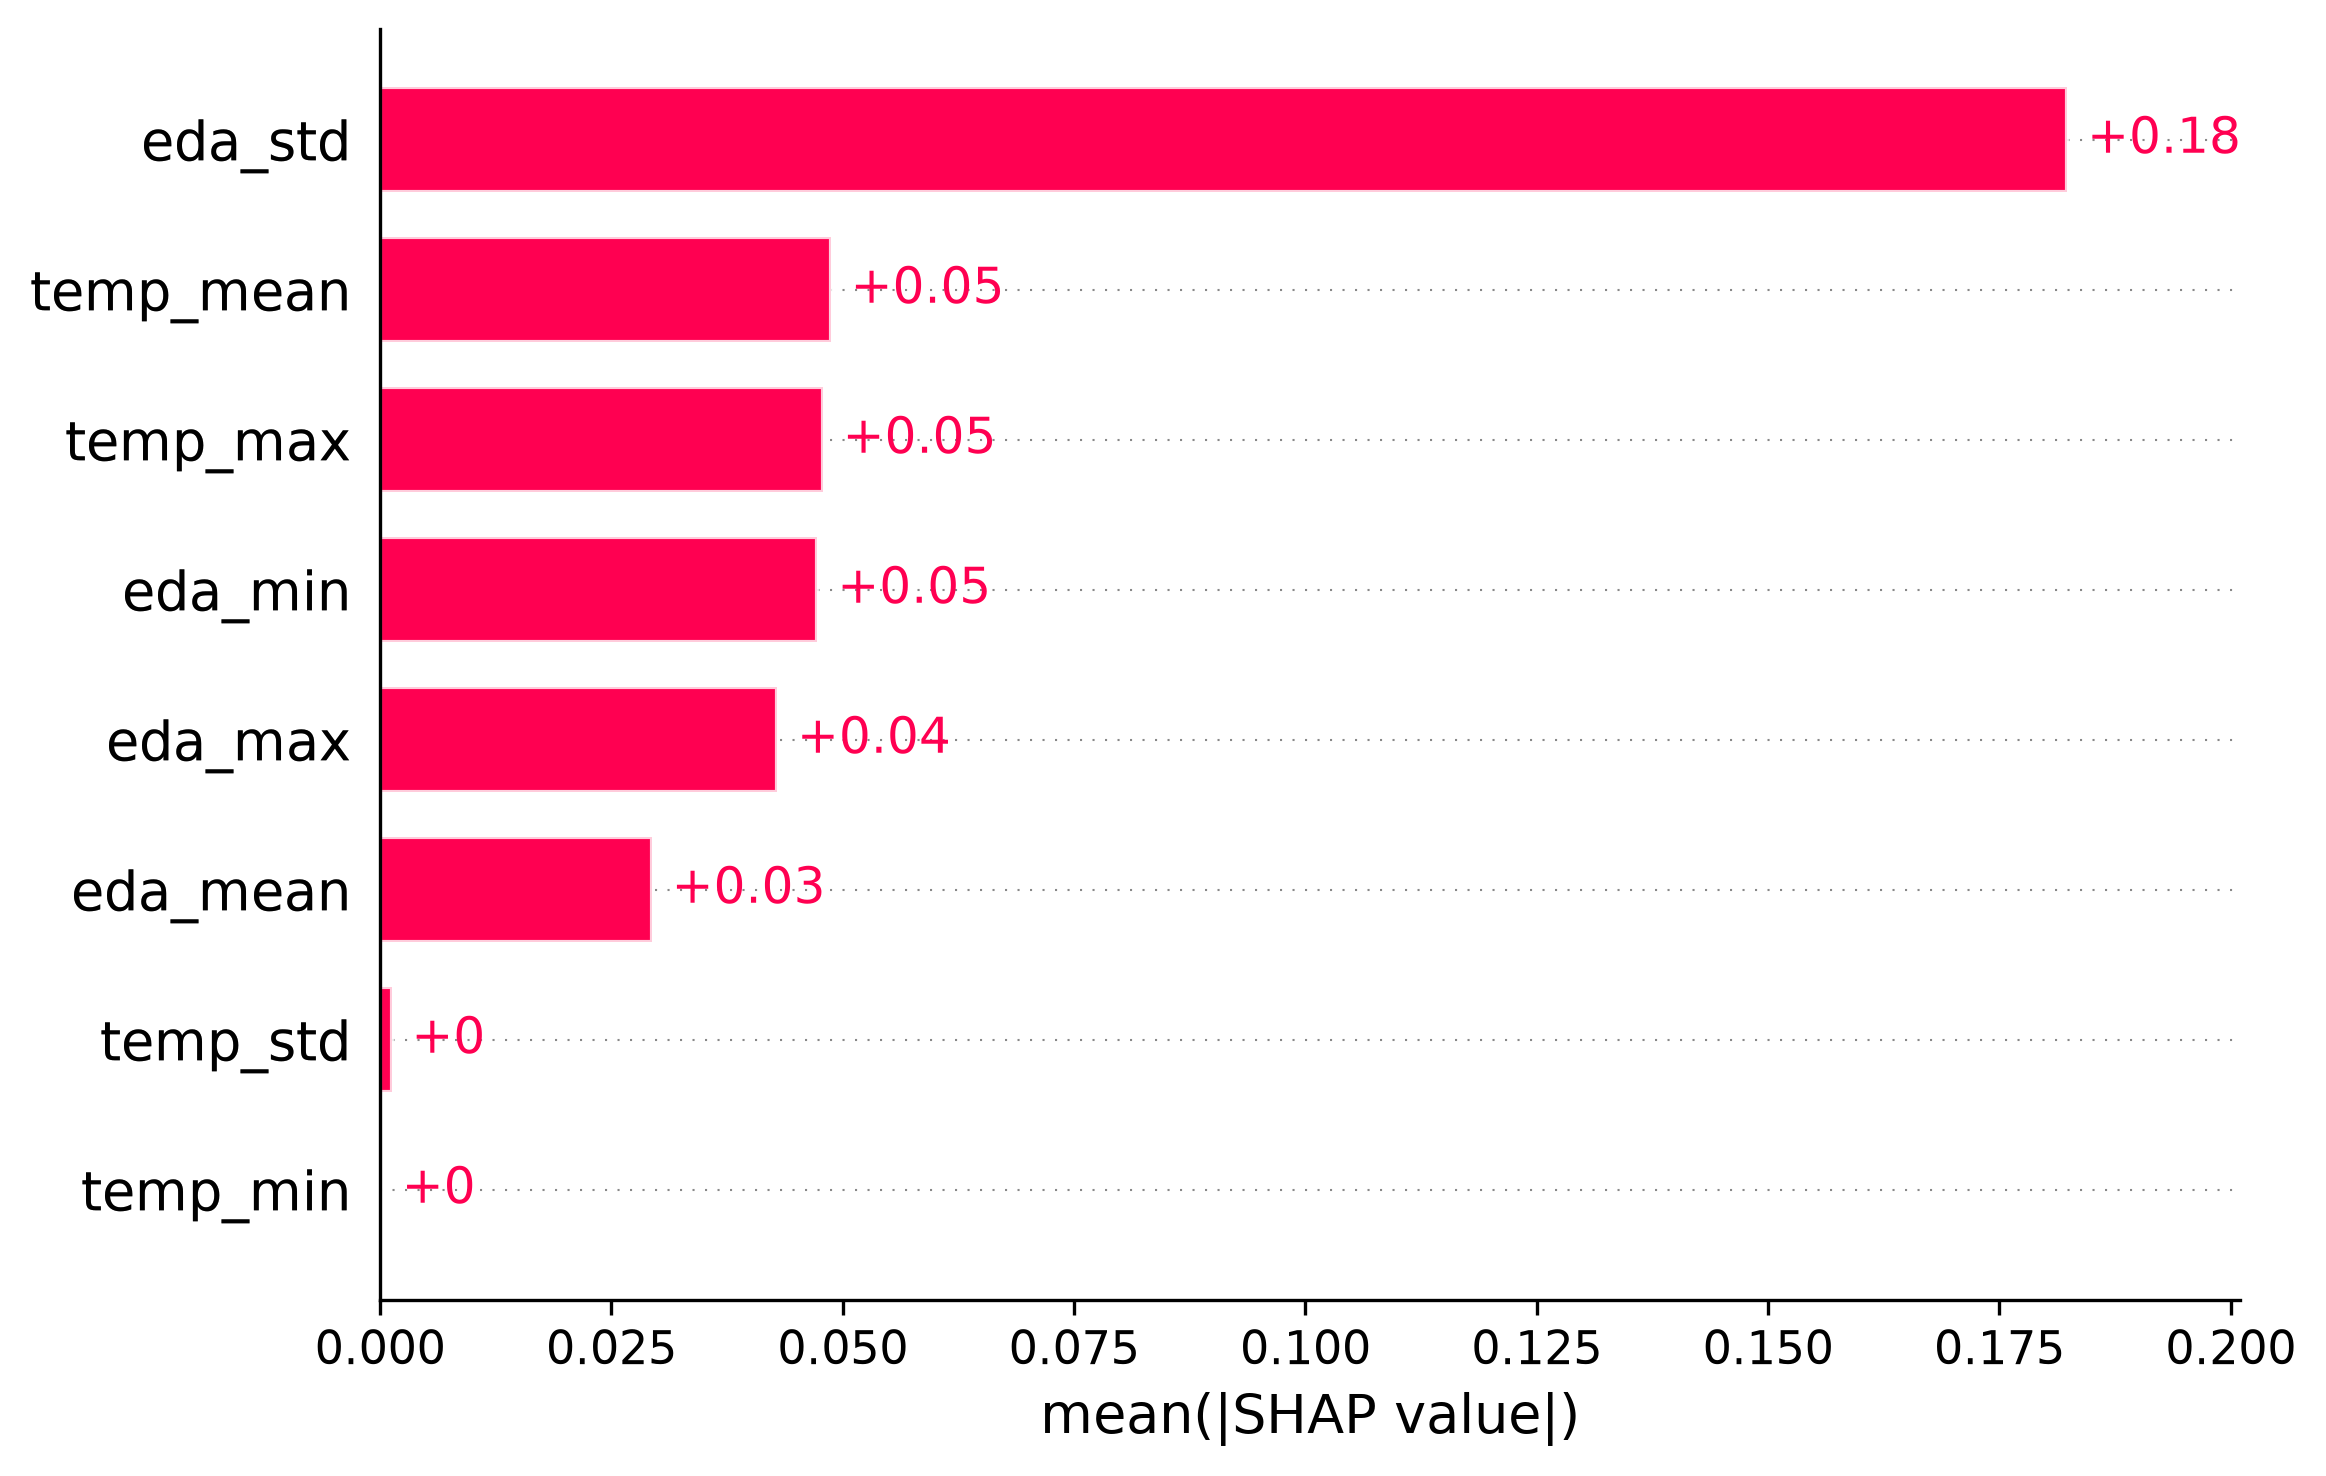 eda_std +0.18
temp_mean +0.05
temp_max +0.05
eda_min +0.05
eda_max +0.04
eda_mean +0.03
temp_std +0
temp_min +0
0.000 0.025 0.050 0.075 0.100 0.125 0.150 0.175 0.200
mean(|SHAP value|)